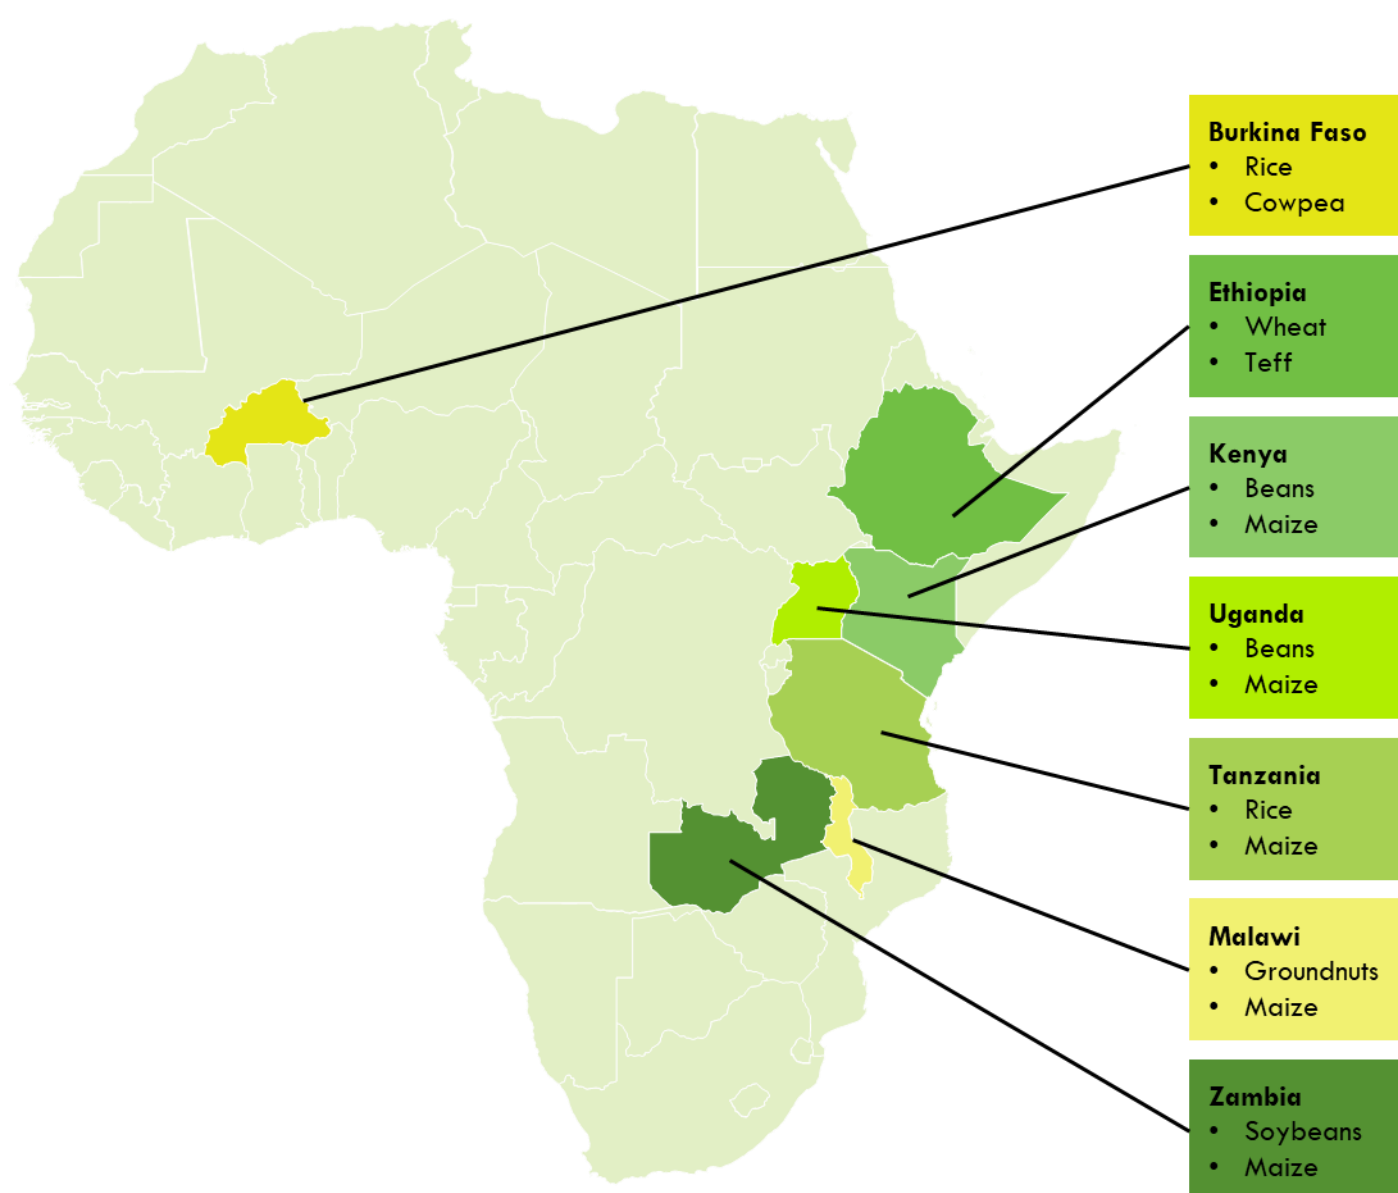 Burkina Faso
• Rice
• Cowpea
Ethiopia
• Wheat
• Teff
Kenya
• Beans
• Maize
Uganda
• Beans
• Maize
Tanzania
• Rice
• Maize
Malawi
• Groundnuts
• Maize
Zambia
• Soybeans
• Maize